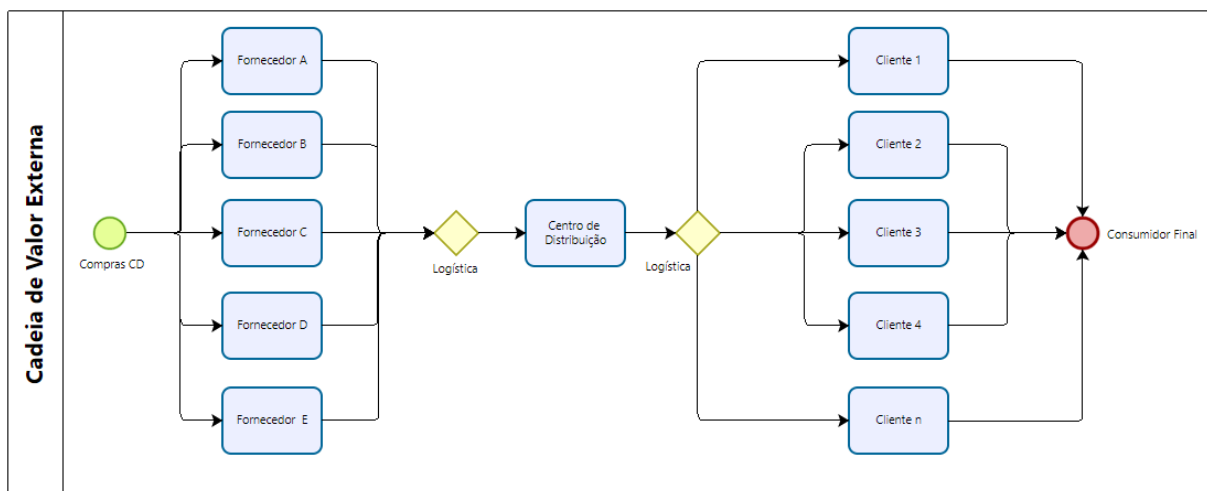 Cadeia de Valor Externa
Compras CD
Fornecedor A
Fornecedor B
Fornecedor C
Fornecedor D
Fornecedor E
Logística
Centro de
Distribuição
Logística
Cliente 1
Cliente 2
Cliente 3
Cliente 4
Cliente n
Consumidor Final